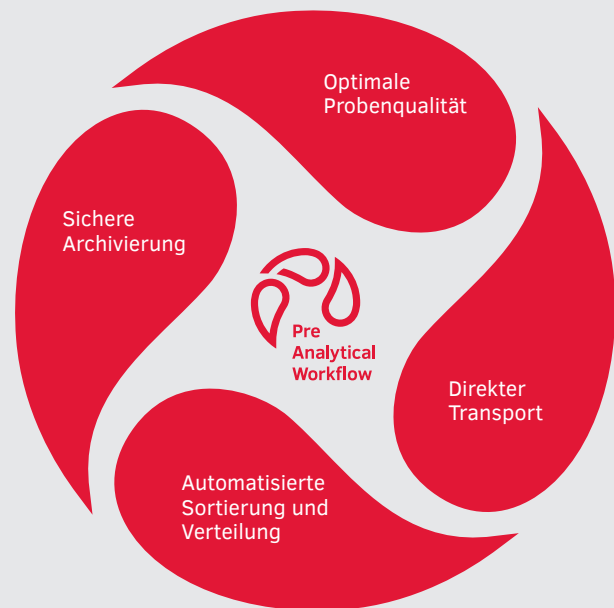 Optimale
Probenqualität
Sichere
Archivierung
Pre
Analytical
Workflow
Direkter
Transport
Automatisierte
Sortierung und
Verteilung